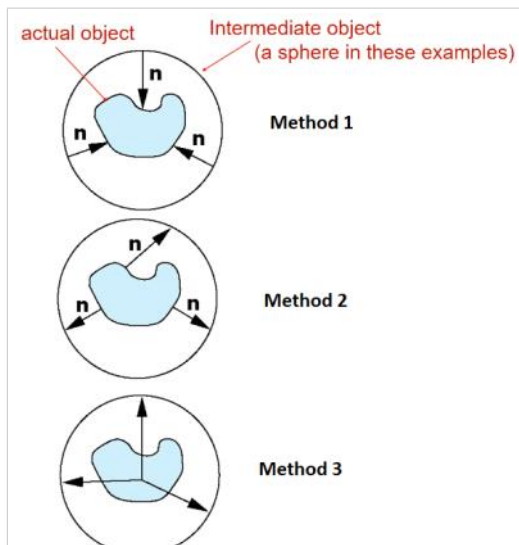 actual object
Intermediate object
(a sphere in these examples)
n
n
n
Method 1
n
n
n
Method 2
Method 3